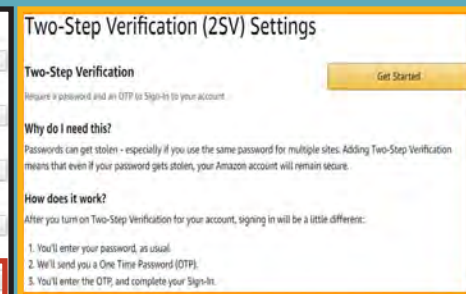 Two-Step Verification (2SV) Settings
Two-Step Verification
Get Started
Require a password and an OTP to Sign-In to your account
Why do I need this?
Passwords can get stolen - especially if you use the same password for multiple sites. Adding Two-Step Verification
means that even if your password gets stolen, your Amazon account will remain secure.
How does it work?
After you turn on Two-Step Verification for your account, signing in will be a little different:
1. You'll enter your password, as usual.
2. We'll send you a One Time Password (OTP).
3. You'll enter the OTP, and complete your Sign-In.